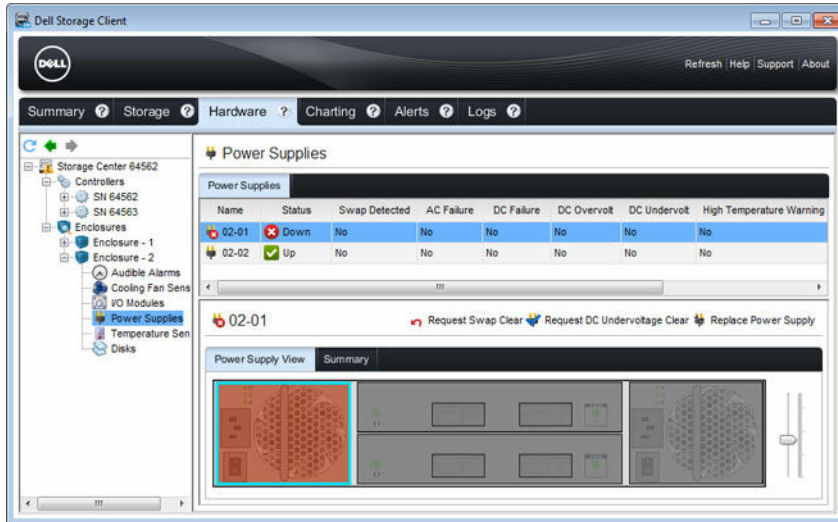 Dell Storage Client
DELL
Refresh Help Support About
Summary ? Storage ? Hardware ? Charting ? Alerts ? Logs ?
Storage Center 64562
Controllers
SN 64562
SN 64563
Enclosures
Enclosure - 1
Enclosure - 2
Audible Alarms
Cooling Fan Sens
I/O Modules
Power Supplies
Temperature Sen
Disks
Power Supplies
Power Supplies
Name Status Swap Detected AC Failure DC Failure DC Overvolt DC Undervolt High Temperature Warning
02-01 Down No No No No No No
02-02 Up No No No No No No
02-01 Request Swap Clear Request DC Undervoltage Clear Replace Power Supply
Power Supply View Summary